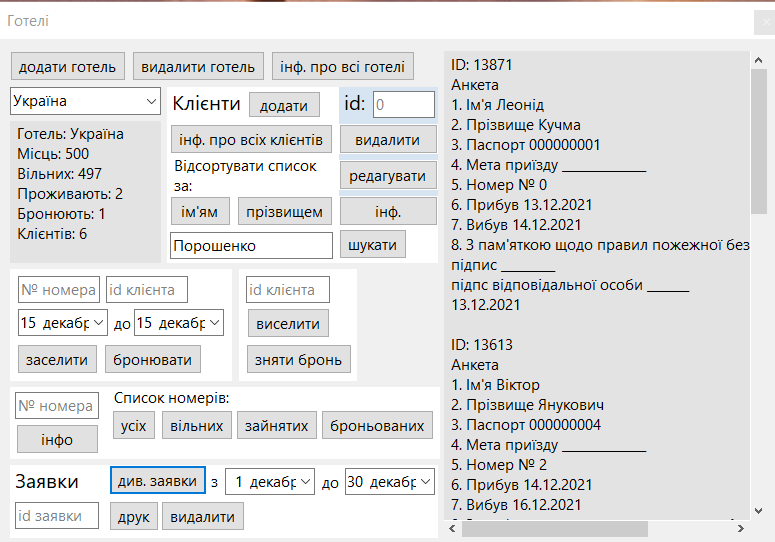 Готелі
додати готель видалити готель інф. про всі готелі
Україна
Готель: Україна
Місць: 500
Вільних: 497
Проживають: 2
Бронюють: 1
Клієнтів: 6
Клієнти додати id: 0
інф. про всіх клієнтів видалити
Відсортувати список
за:
редагувати
ім'ям прізвищем інф.
Порошенко шукати
№ номера id клієнта
15 декабр до 15 декабр
заселити бронювати
id клієнта
виселити
зняти бронь
№ номера
інфо
Список номерів:
усіх вільних зайнятих броньованих
Заявки див. заявки з 1 декабр до 30 декабр
id заявки друк видалити
ID: 13871
Анкета
1. Ім'я Леонід
2. Прізвище Кучма
3. Паспорт 000000001
4. Мета приїзду ____________
5. Номер № 0
6. Прибув 13.12.2021
7. Вибув 14.12.2021
8. З пам'яткою щодо правил пожежної без
підпис ________
підпс відповідальної особи ______
13.12.2021
ID: 13613
Анкета
1. Ім'я Віктор
2. Прізвище Янукович
3. Паспорт 000000004
4. Мета приїзду ____________
5. Номер № 2
6. Прибув 14.12.2021
7. Вибув 16.12.2021